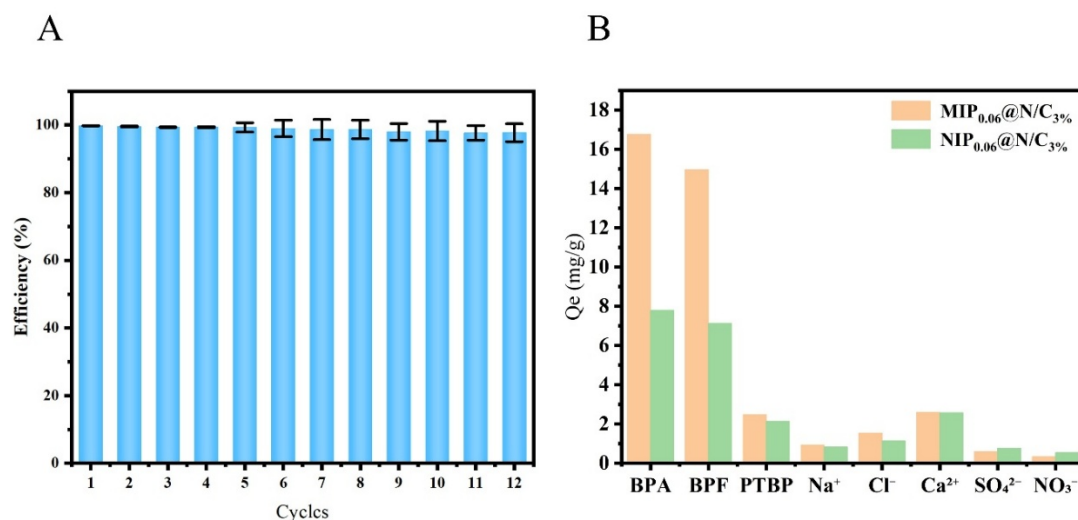 A
B
Efficiency (%)
100
80
60
40
20
0
1 2 3 4 5 6 7 8 9 10 11 12
Cycles
Qe (mg/g)
18
16
14
12
10
8
6
4
2
0
MIP₀.₀₆@N/C₃%
NIP₀.₀₆@N/C₃%
BPA BPF PTBP Na⁺ Cl⁻ Ca²⁺ SO₄²⁻ NO₃⁻